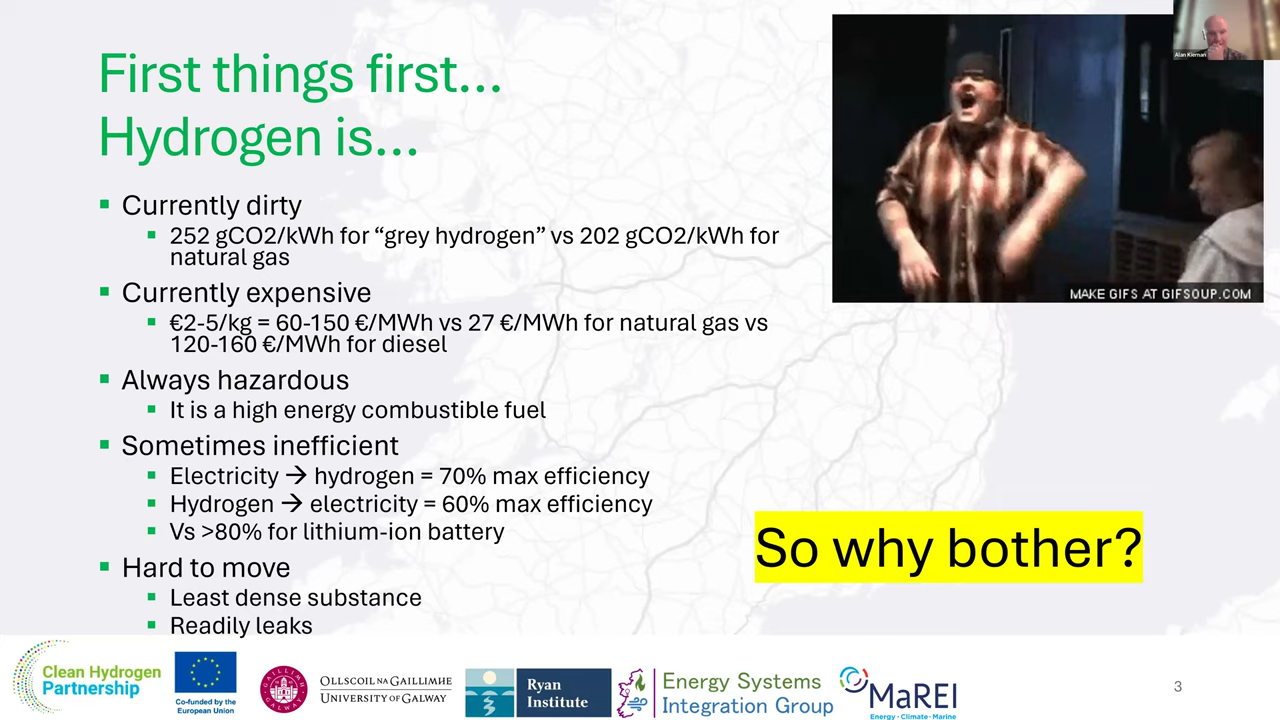 First things first...
Hydrogen is...
Currently dirty
252 gCO2/kWh for “grey hydrogen” vs 202 gCO2/kWh for
natural gas
Currently expensive
€2-5/kg = 60-150 €/MWh vs 27 €/MWh for natural gas vs
120-160 €/MWh for diesel
Always hazardous
It is a high energy combustible fuel
Sometimes inefficient
Electricity → hydrogen = 70% max efficiency
Hydrogen → electricity = 60% max efficiency
Vs >80% for lithium-ion battery
Hard to move
Least dense substance
Readily leaks
Alan Kiernan
MAKE GIFS AT GIFSOUP.COM
So why bother?
Clean Hydrogen
Partnership
Co-funded by the
European Union
OLLSCOIL NA GAILLIMHE
UNIVERSITY OF GALWAY
Ryan
Institute
Energy Systems
Integration Group
MaREI
Energy • Climate • Marine
3